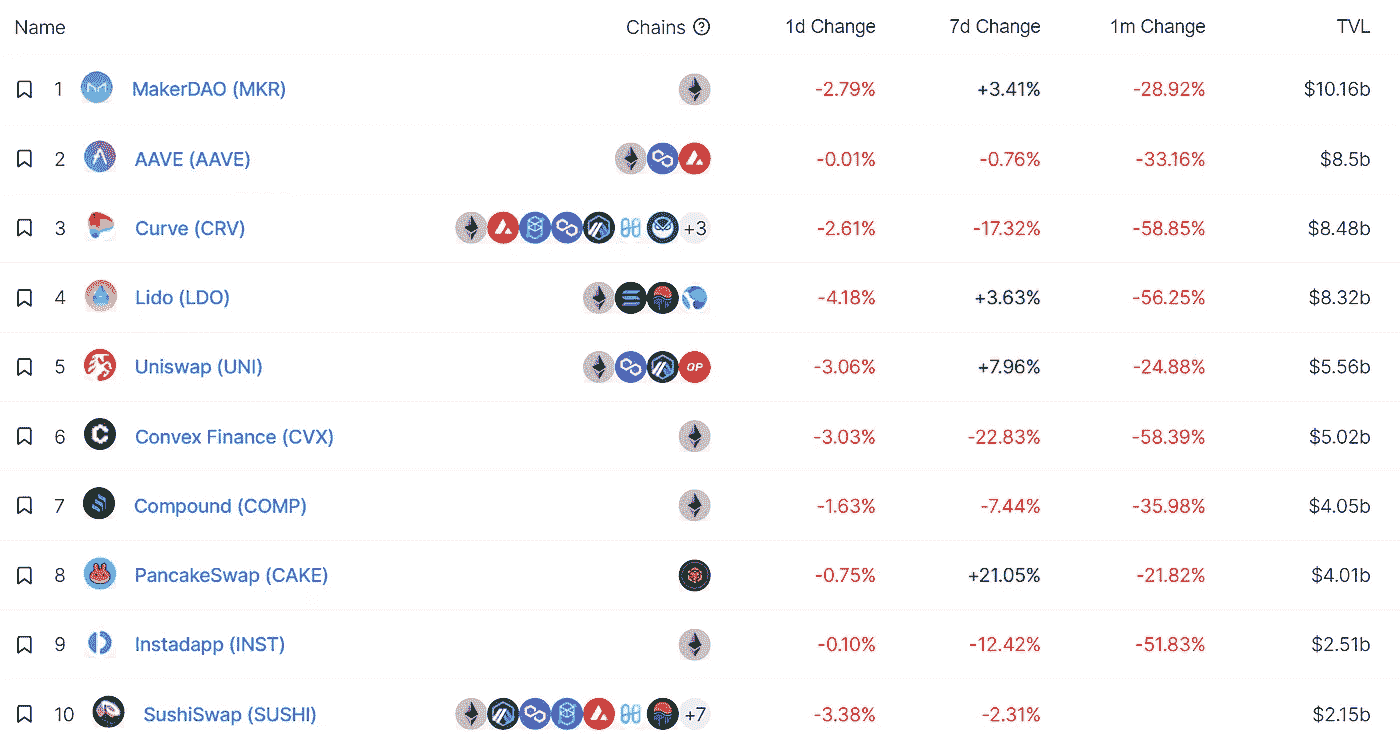 Name Chains ? 1d Change 7d Change 1m Change TVL
1 MakerDAO (MKR) -2.79% +3.41% -28.92% $10.16b
2 AAVE (AAVE) -0.01% -0.76% -33.16% $8.5b
3 Curve (CRV) +3 -2.61% -17.32% -58.85% $8.48b
4 Lido (LDO) -4.18% +3.63% -56.25% $8.32b
5 Uniswap (UNI) OP -3.06% +7.96% -24.88% $5.56b
6 Convex Finance (CVX) -3.03% -22.83% -58.39% $5.02b
7 Compound (COMP) -1.63% -7.44% -35.98% $4.05b
8 PancakeSwap (CAKE) -0.75% +21.05% -21.82% $4.01b
9 Instadapp (INST) -0.10% -12.42% -51.83% $2.51b
10 SushiSwap (SUSHI) +7 -3.38% -2.31% $2.15b